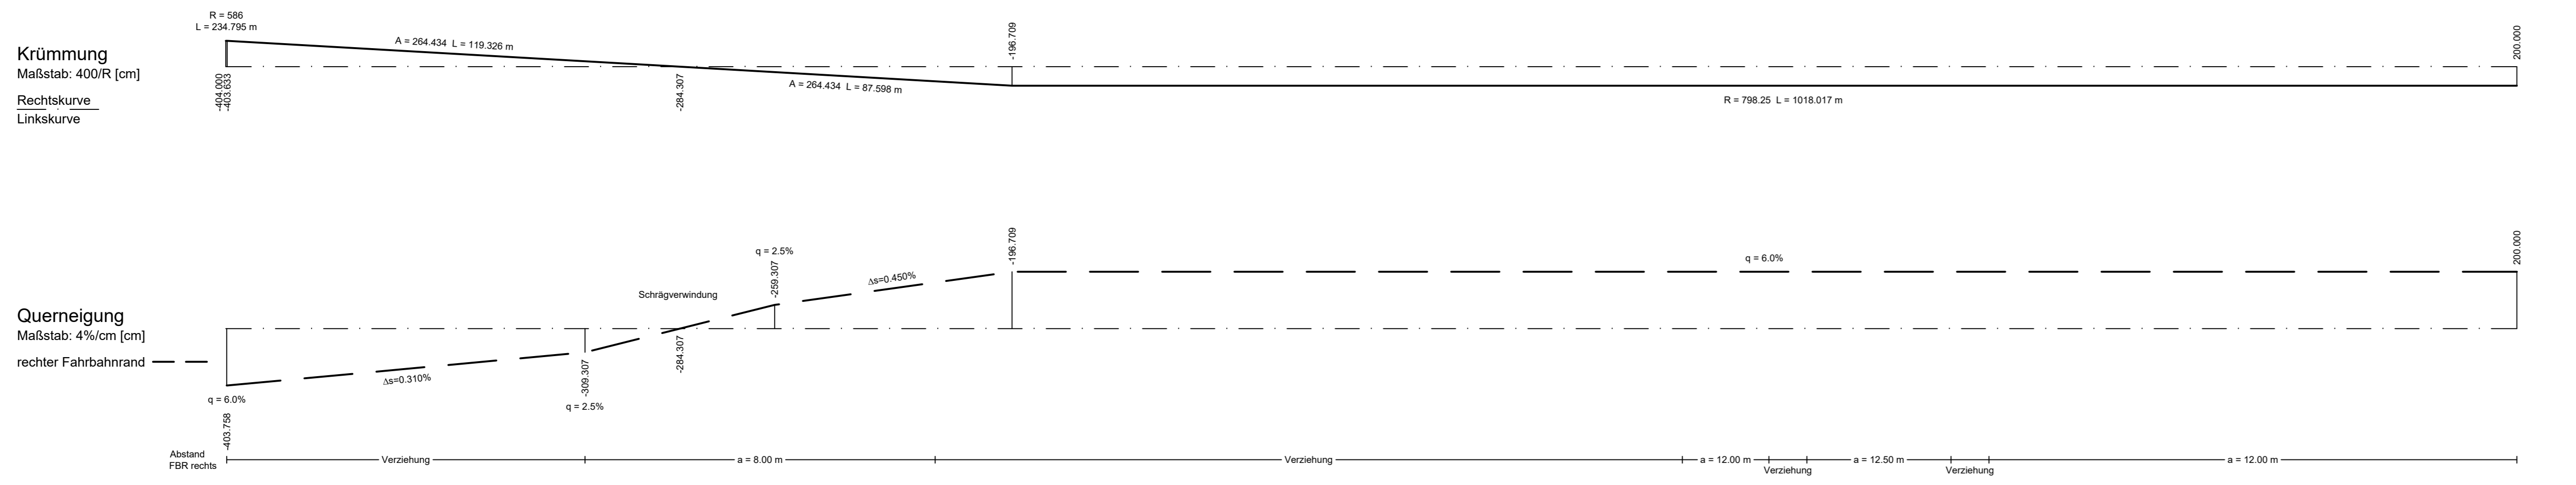 R = 586
L = 234.795 m
A = 264.434 L = 119.326 m
-196.709
200.000
Krümmung
Maßstab: 400/R [cm]
-404.000
-403.633
-284.307
A = 264.434 L = 87.598 m
R = 798.25 L = 1018.017 m
Rechtskurve
Linkskurve
-196.709
200.000
q = 2.5%
-259.307
q = 6.0%
Δs=0.450%
Schrägverwindung
Querneigung
Maßstab: 4%/cm [cm]
rechter Fahrbahnrand
-284.307
-309.307
Δs=0.310%
q = 6.0%
q = 2.5%
-403.758
Abstand
FBR rechts
Verziehung
a = 8.00 m
Verziehung
a = 12.00 m
Verziehung
a = 12.50 m
Verziehung
a = 12.00 m